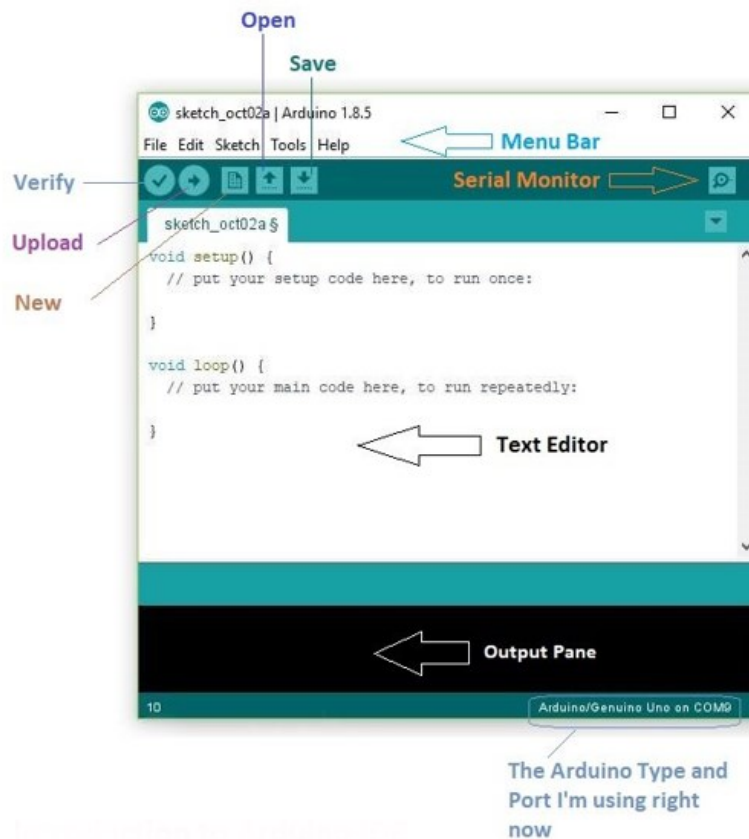 Open
Save
sketch_oct02a | Arduino 1.8.5
File Edit Sketch Tools Help
Menu Bar
Verify
Serial Monitor
Upload
sketch_oct02a §
New
void setup() {
// put your setup code here, to run once:
}
void loop() {
// put your main code here, to run repeatedly:
}
Text Editor
Output Pane
10
Arduino/Genuino Uno on COM9
The Arduino Type and
Port I'm using right
now